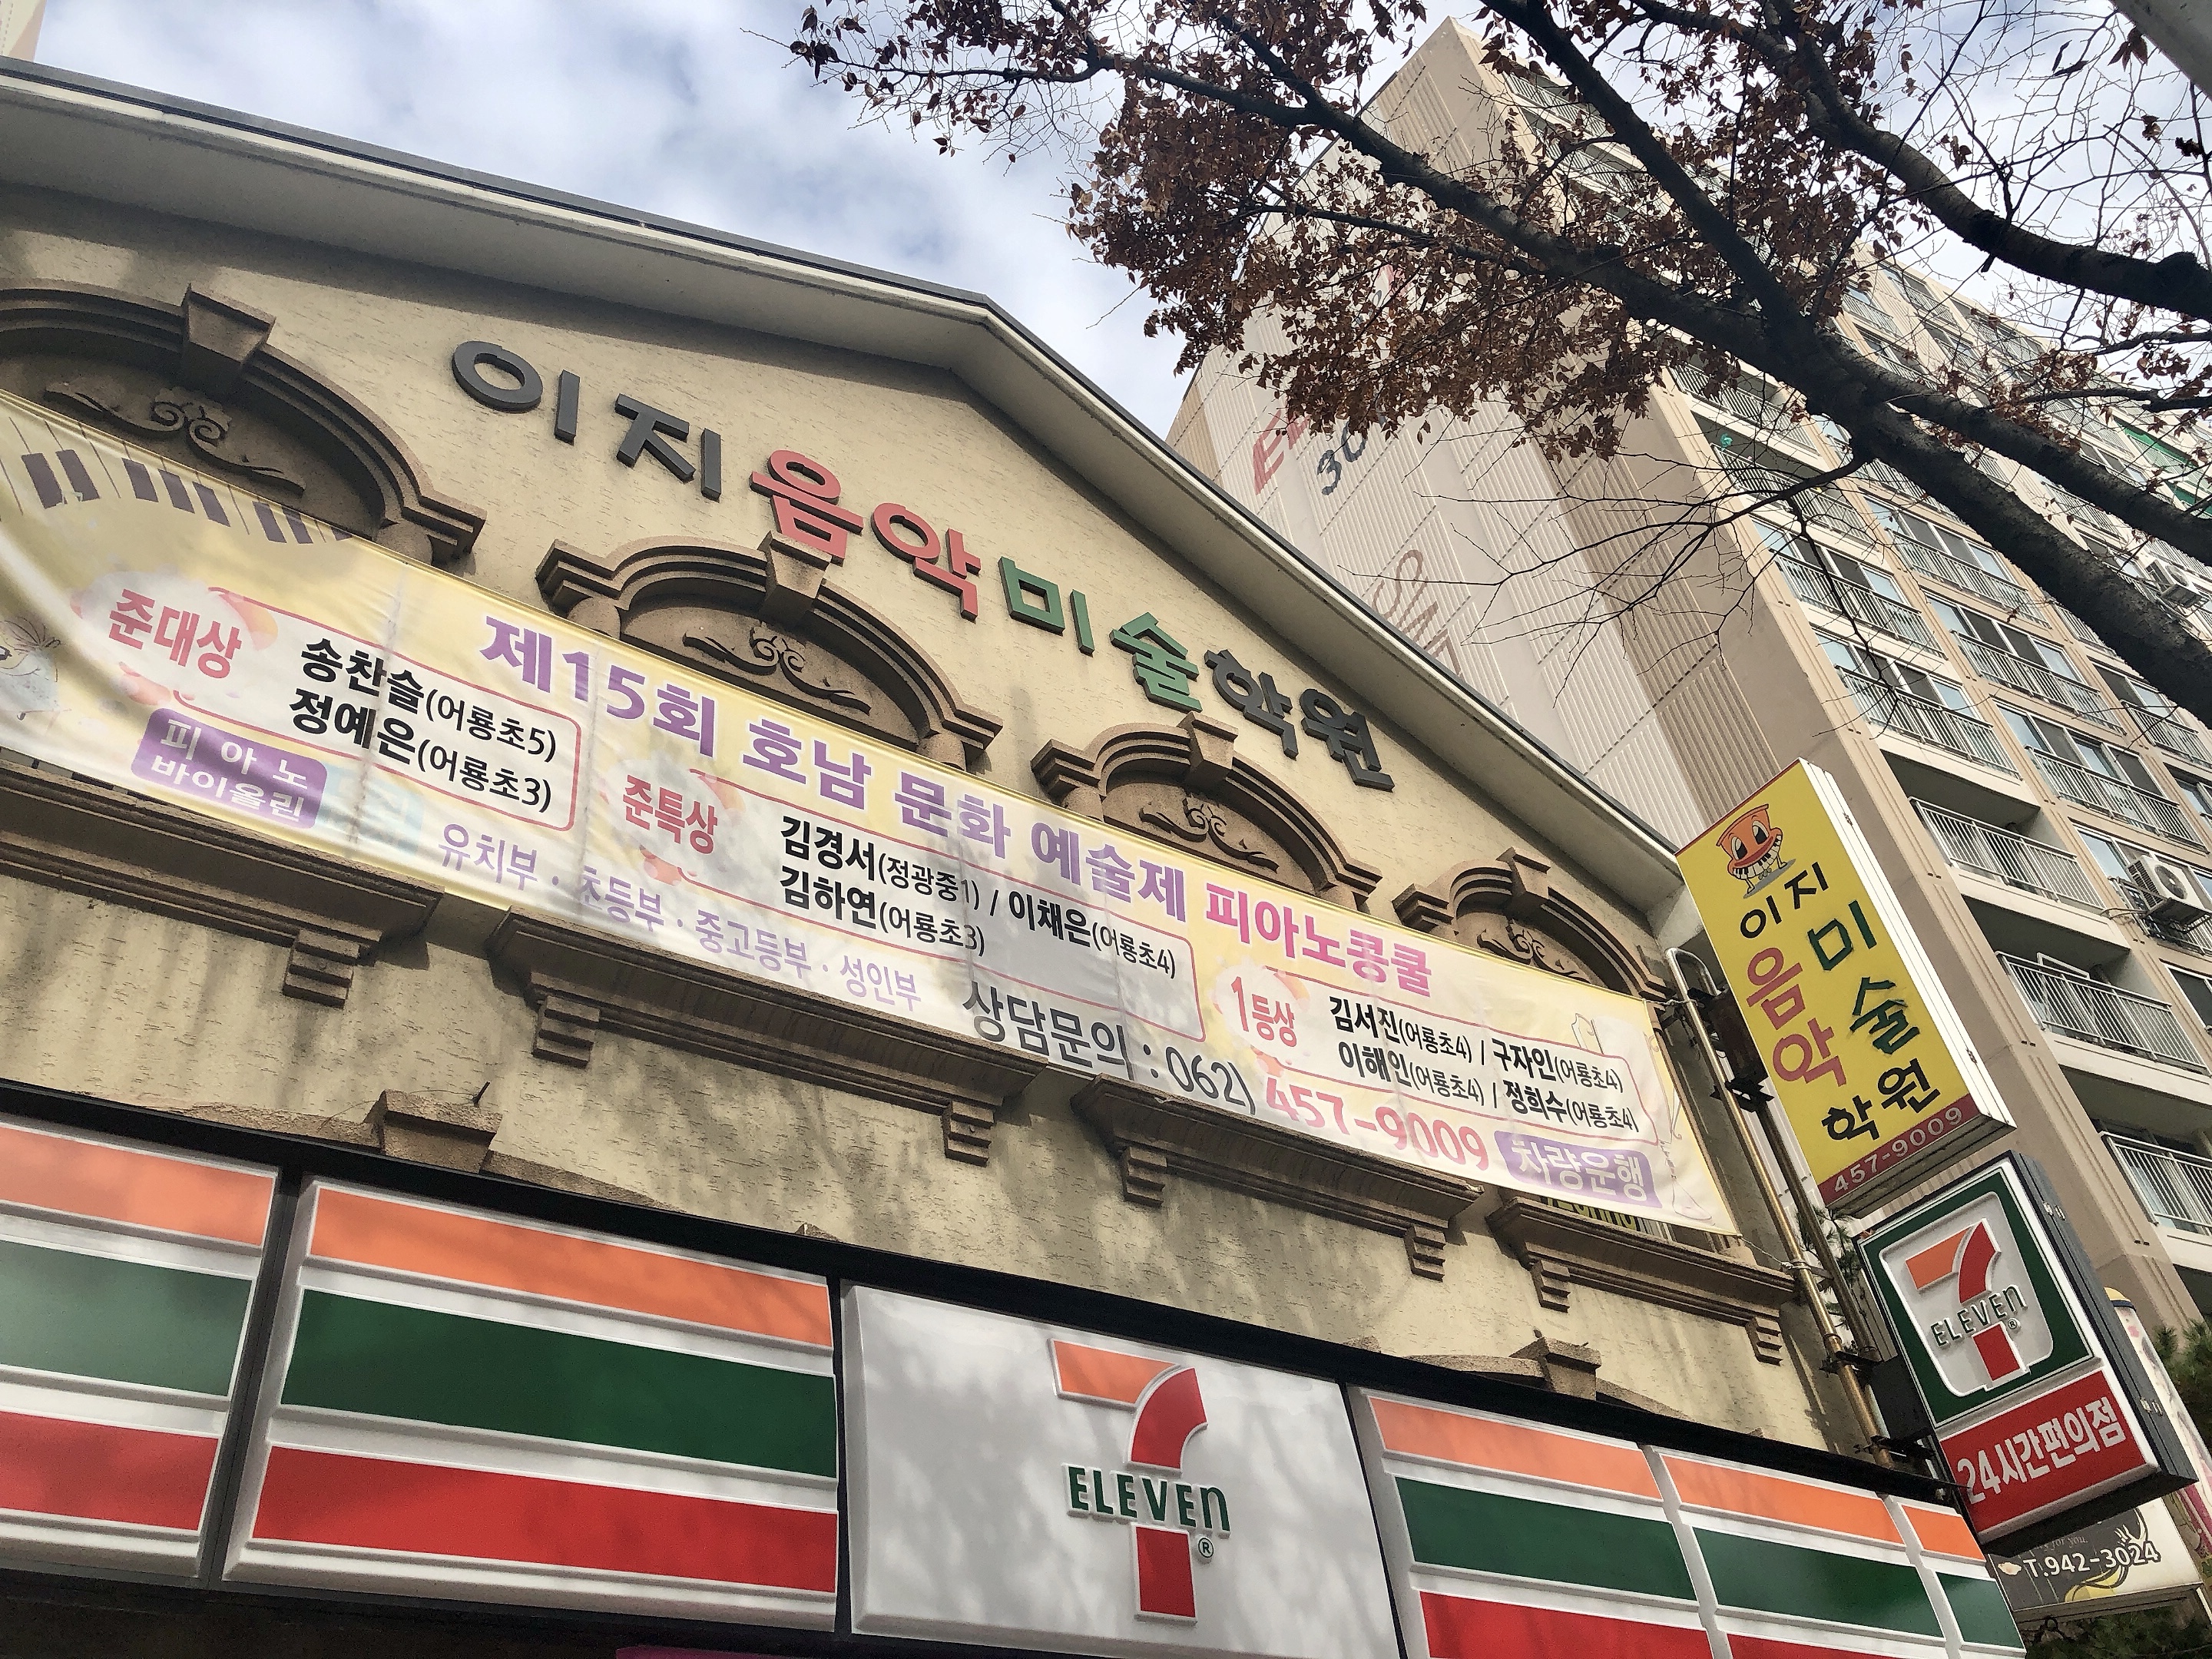 이지음악미술학원
제15회 호남 문화 예술제 피아노콩쿨
준대상
송찬슬(어룡초5)
정예은(어룡초3)
준특상
김경서(정광중1) / 이채은(어룡초4)
김하연(어룡초3)
1등상
김서진(어룡초4) / 구자인(어룡초4)
이해인(어룡초4) / 정희수(어룡초4)
피아노
바이올린
유치부 · 초등부 · 중고등부 · 성인부
상담문의 : 062) 457-9009 차량운행
이지
음악
미술
학원
457-9009
7
ELEVEn
®
24시간편의점
7
ELEVEn
®
for you.
T.942-3024
30